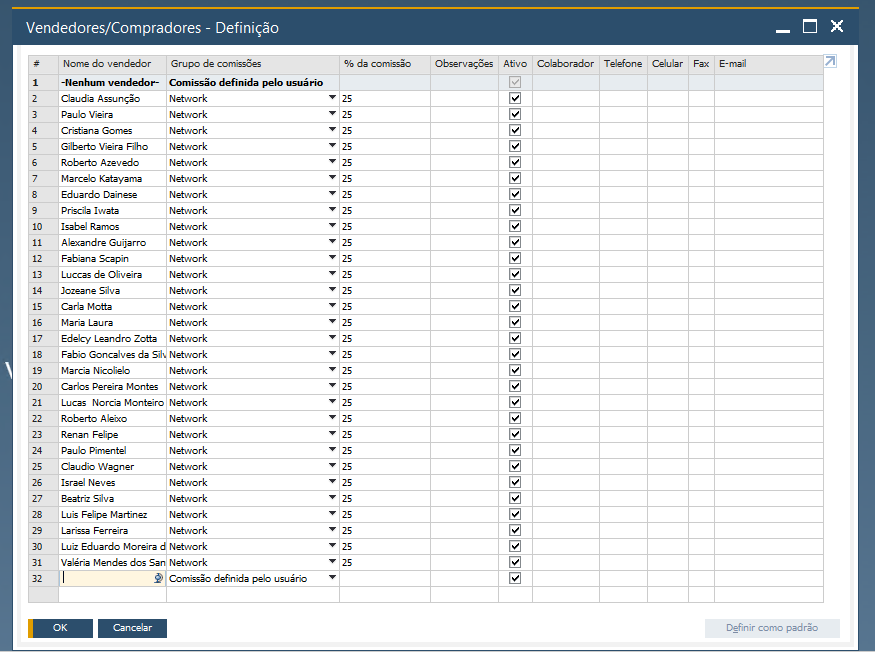 Vendedores/Compradores - Definição
# Nome do vendedor Grupo de comissões % da comissão Observações Ativo Colaborador Telefone Celular Fax E-mail
1 -Nenhum vendedor- Comissão definida pelo usuário
2 Claudia Assunção Network 25
3 Paulo Vieira Network 25
4 Cristiana Gomes Network 25
5 Gilberto Vieira Filho Network 25
6 Roberto Azevedo Network 25
7 Marcelo Katayama Network 25
8 Eduardo Dainese Network 25
9 Priscila Iwata Network 25
10 Isabel Ramos Network 25
11 Alexandre Guijarro Network 25
12 Fabiana Scapin Network 25
13 Luccas de Oliveira Network 25
14 Jozeane Silva Network 25
15 Carla Motta Network 25
16 Maria Laura Network 25
17 Edelcy Leandro Zotta Network 25
18 Fabio Goncalves da Silv Network 25
19 Marcia Nicolielo Network 25
20 Carlos Pereira Montes Network 25
21 Lucas Norcia Monteiro Network 25
22 Roberto Aleixo Network 25
23 Renan Felipe Network 25
24 Paulo Pimentel Network 25
25 Claudio Wagner Network 25
26 Israel Neves Network 25
27 Beatriz Silva Network 25
28 Luis Felipe Martinez Network 25
29 Larissa Ferreira Network 25
30 Luiz Eduardo Moreira d Network 25
31 Valéria Mendes dos San Network 25
32 Comissão definida pelo usuário
OK Cancelar Definir como padrão